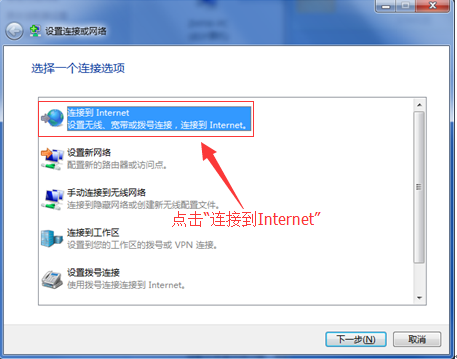 设置连接或网络
选择一个连接选项
连接到 Internet
设置无线、宽带或拨号连接，连接到 Internet。
设置新网络
配置新的路由器或访问点。
手动连接到无线网络
连接到隐藏网络或创建新无线配置文件。
点击“连接到Internet”
连接到工作区
设置到您的工作区的拨号或 VPN 连接。
设置拨号连接
使用拨号连接连接到 Internet。
下一步(N)
取消